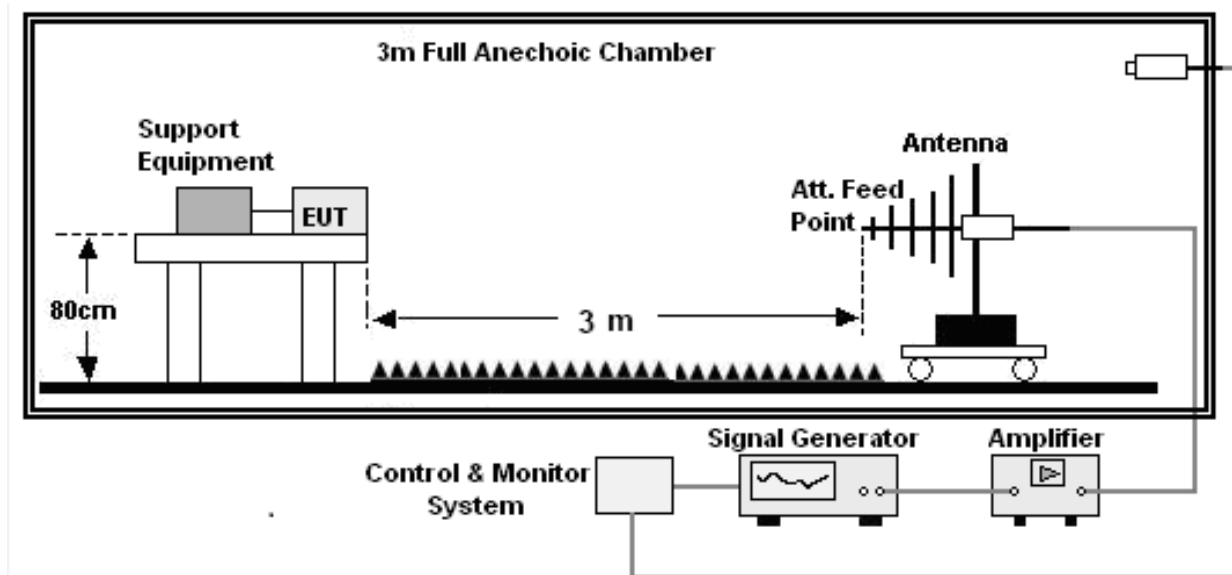 3m Full Anechoic Chamber
Support
Equipment
EUT
80cm
3 m
Antenna
Att. Feed
Point
Signal Generator
Amplifier
Control & Monitor
System